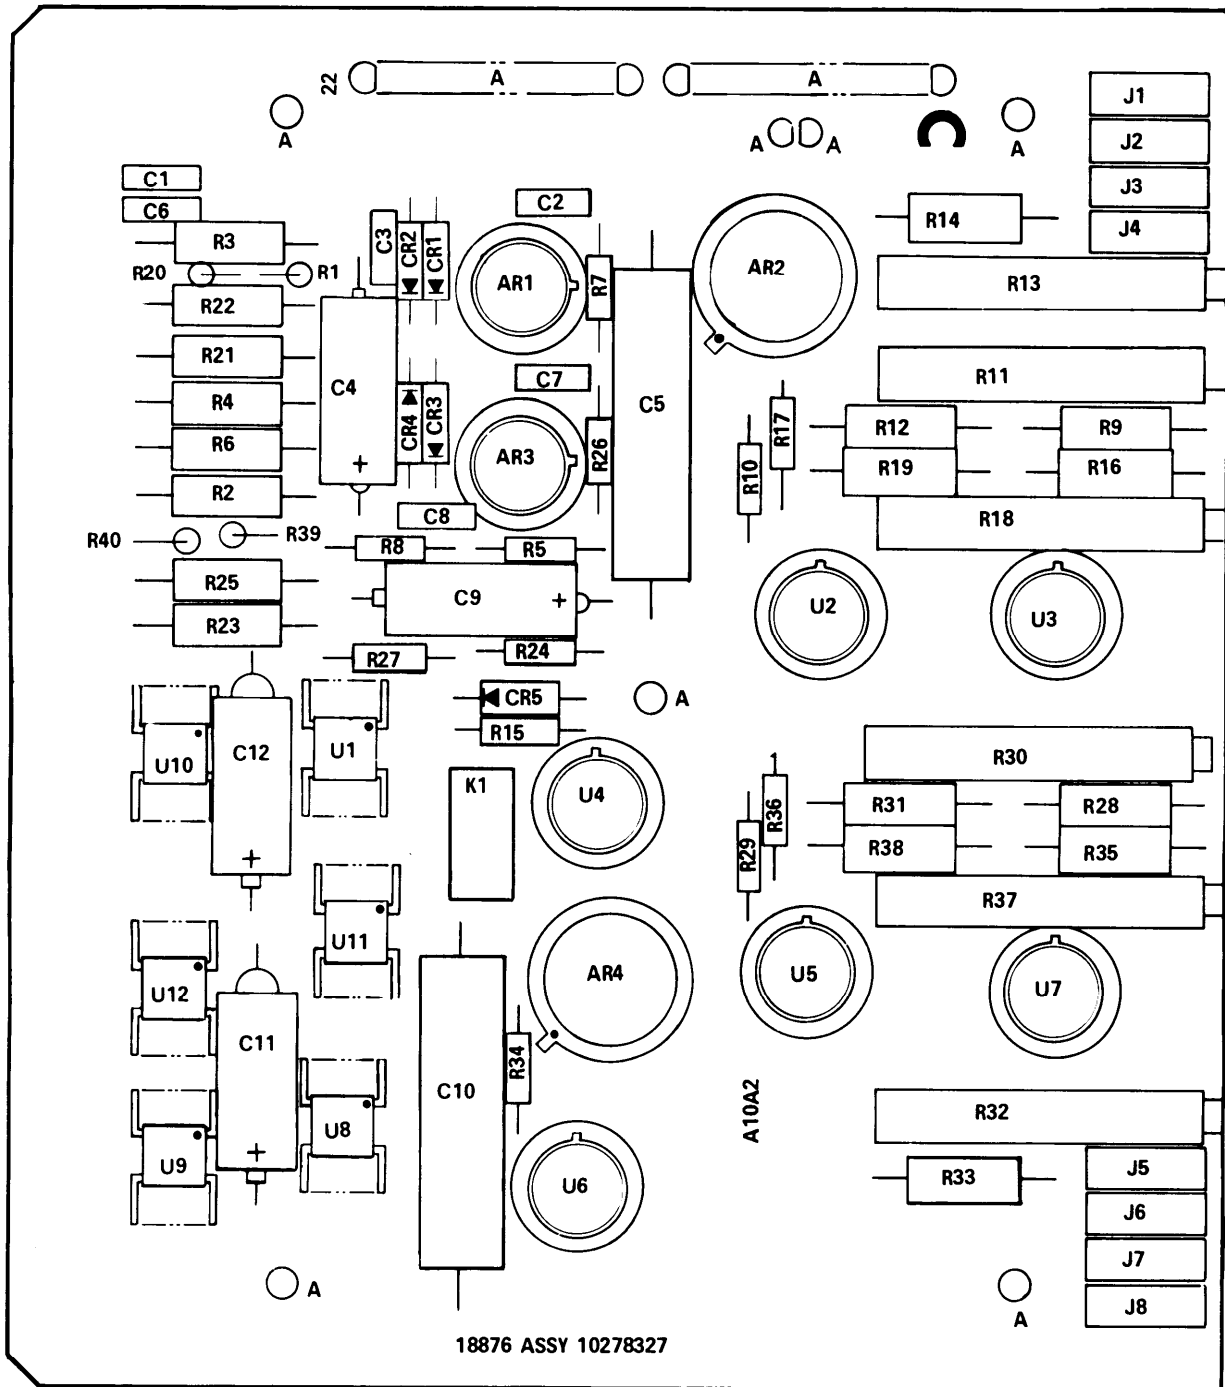 22
A
A
J1
A
A
A
A
J2
C1
J3
C2
C6
R14
J4
R3
C3
CR2
CR1
AR1
R7
AR2
R13
R20
R1
R22
R21
C4
C7
C5
R11
R4
CR4
CR3
R17
R12
R9
R6
AR3
R26
R10
R19
R16
R2
+
C8
R18
R40
R39
R8
R5
R25
C9
+
U2
U3
R23
R27
R24
CR5
A
R15
U10
C12
U1
R30
K1
U4
R36
R31
R28
R29
R38
R35
+
R37
U11
U12
AR4
U5
U7
C11
R34
C10
A10A2
R32
U8
+
U9
U6
R33
J5
J6
J7
A
A
J8
18876 ASSY 10278327